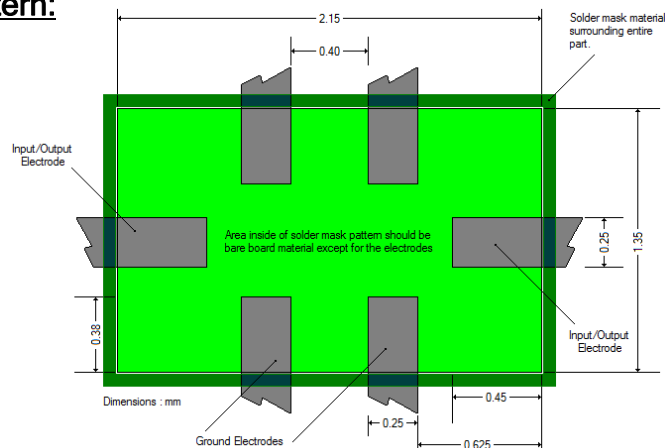 tern:
2.15
Solder mask material
surrounding entire
part.
0.40
Input/Output
Electrode
Area inside of solder mask pattern should be
bare board material except for the electrodes
0.25
1.35
0.38
Input/Output
Electrode
Dimensions : mm
0.45
0.25
Ground Electrodes
0.625